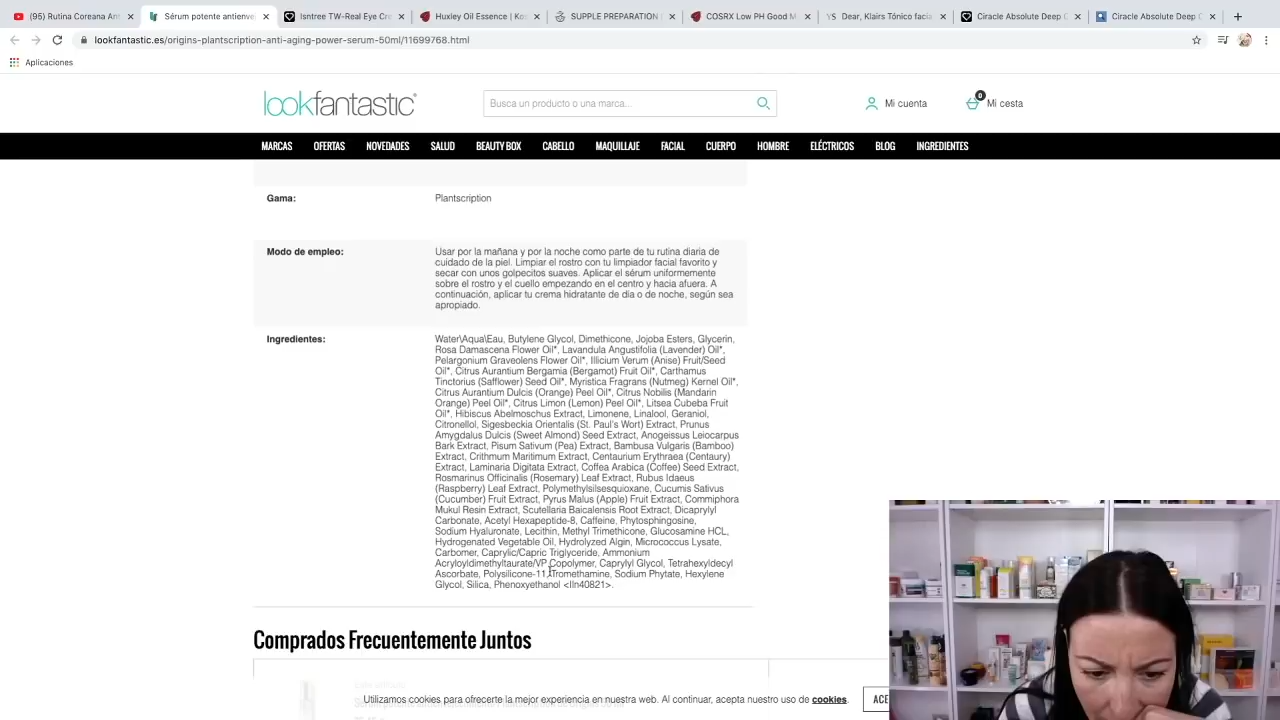 (5) Rutina Coreana Ant
Sérum potente antienve
Isntree TW-Real Eye Cr
Huxley Oil Essence | Kos
SUPPLE PREPARATION |
COSRX Low PH Good M
YS Dear, Klairs Tónico facia
Ciracle Absolute Deep C
Ciracle Absolute Deep C
lookfantastic.es/origins-plantscription-anti-aging-power-serum-50ml/11699768.html
Aplicaciones
lookfantastic
Busca un producto o una marca...
Mi cuenta
0
Mi cesta
MARCAS OFERTAS NOVEDADES SALUD BEAUTY BOX CABELLO MAQUILLAJE FACIAL CUERPO HOMBRE ELÉCTRICOS BLOG INGREDIENTES
Gama: Plantscription
Modo de empleo: Usar por la mañana y por la noche como parte de tu rutina diaria de
cuidado de la piel. Limpiar el rostro con tu limpiador facial favorito y
secar con unos golpecitos suaves. Aplicar el sérum uniformemente
sobre el rostro y el cuello empezando en el centro y hacia afuera. A
continuación, aplicar tu crema hidratante de día o de noche, según sea
apropiado.
Ingredientes: Water\Aqua\Eau, Butylene Glycol, Dimethicone, Jojoba Esters, Glycerin,
Rosa Damascena Flower Oil*, Lavandula Angustifolia (Lavender) Oil*,
Pelargonium Graveolens Flower Oil*, Illicium Verum (Anise) Fruit/Seed
Oil*, Citrus Aurantium Bergamia (Bergamot) Fruit Oil*, Carthamus
Tinctorius (Safflower) Seed Oil*, Myristica Fragrans (Nutmeg) Kernel Oil*,
Citrus Aurantium Dulcis (Orange) Peel Oil*, Citrus Nobilis (Mandarin
Orange) Peel Oil*, Citrus Limon (Lemon) Peel Oil*, Litsea Cubeba Fruit
Oil*, Hibiscus Abelmoschus Extract, Limonene, Linalool, Geraniol,
Citronellol, Sigesbeckia Orientalis (St. Paul's Wort) Extract, Prunus
Amygdalus Dulcis (Sweet Almond) Seed Extract, Anogeissus Leiocarpus
Bark Extract, Pisum Sativum (Pea) Extract, Bambusa Vulgaris (Bamboo)
Extract, Crithmum Maritimum Extract, Centaurium Erythraea (Centaury)
Extract, Laminaria Digitata Extract, Coffea Arabica (Coffee) Seed Extract,
Rosmarinus Officinalis (Rosemary) Leaf Extract, Rubus Idaeus
(Raspberry) Leaf Extract, Polymethylsilsesquioxane, Cucumis Sativus
(Cucumber) Fruit Extract, Pyrus Malus (Apple) Fruit Extract, Commiphora
Mukul Resin Extract, Scutellaria Baicalensis Root Extract, Dicaprylyl
Carbonate, Acetyl Hexapeptide-8, Caffeine, Phytosphingosine,
Sodium Hyaluronate, Lecithin, Methyl Trimethicone, Glucosamine HCL,
Hydrogenated Vegetable Oil, Hydrolyzed Algin, Micrococcus Lysate,
Carbomer, Caprylic/Capric Triglyceride, Ammonium
Acryloyldimethyltaurate/VP Copolymer, Caprylyl Glycol, Tetrahexyldecyl
Ascorbate, Polysilicone-11, Tromethamine, Sodium Phytate, Hexylene
Glycol, Silica, Phenoxyethanol <Iln40821>.
Comprados Frecuentemente Juntos
Utilizamos cookies para ofrecerte la mejor experiencia en nuestra web. Al continuar, acepta nuestro uso de cookies.
ACE